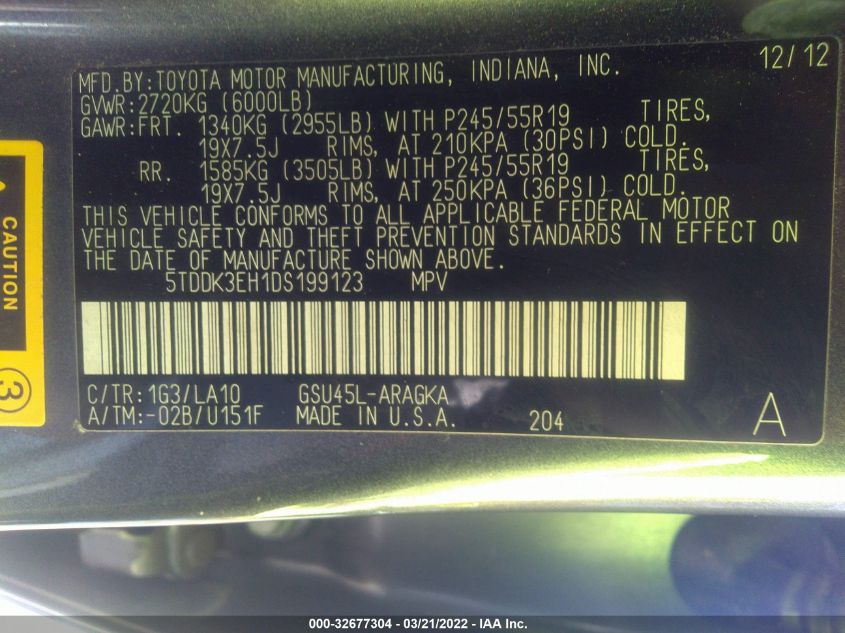 12/12
MFD.BY:TOYOTA MOTOR MANUFACTURING, INDIANA, INC.
GVWR:2720KG (6000LB)
GAWR:FRT. 1340KG (2955LB) WITH P245/55R19 TIRES,
19X7.5J RIMS, AT 210KPA (30PSI) COLD.
RR. 1585KG (3505LB) WITH P245/55R19 TIRES,
19X7.5J RIMS, AT 250KPA (36PSI) COLD.
THIS VEHICLE CONFORMS TO ALL APPLICABLE FEDERAL MOTOR
VEHICLE SAFETY AND THEFT PREVENTION STANDARDS IN EFFECT ON
THE DATE OF MANUFACTURE SHOWN ABOVE.
5TDDK3EH1DS199123 MPV
C/TR:1G3/LA10 GSU45L-ARAGKA
A/TM:-02B/U151F MADE IN U.S.A. 204 A
CAUTION
3
000-32677304 - 03/21/2022 - IAA Inc.